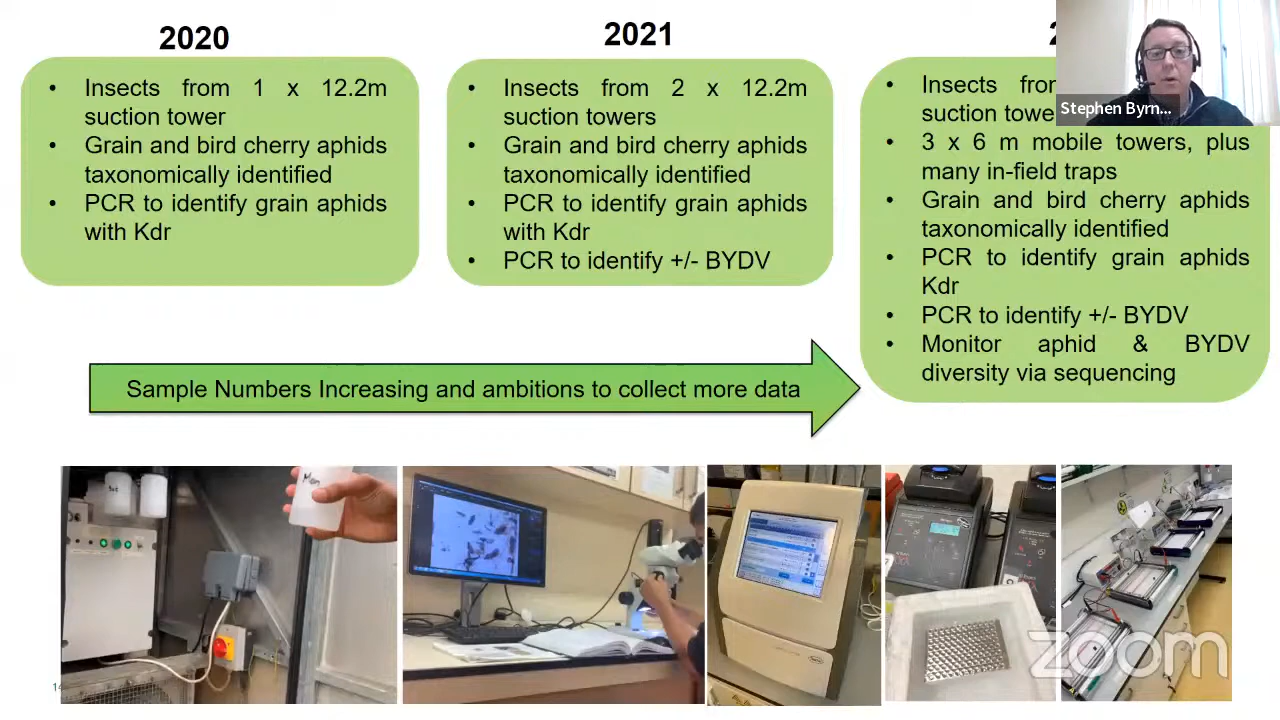 2020
• Insects from 1 x 12.2m
suction tower
• Grain and bird cherry aphids
taxonomically identified
• PCR to identify grain aphids
with Kdr
2021
• Insects from 2 x 12.2m
suction towers
• Grain and bird cherry aphids
taxonomically identified
• PCR to identify grain aphids
with Kdr
• PCR to identify +/- BYDV
• Insects
suction
• 3 x 6 m mobile towers, plus
many in-field traps
• Grain and bird cherry aphids
taxonomically identified
• PCR to identify grain aphids
Kdr
• PCR to identify +/- BYDV
• Monitor aphid & BYDV
diversity via sequencing
Stephen Byrn...
Sample Numbers Increasing and ambitions to collect more data
zoom